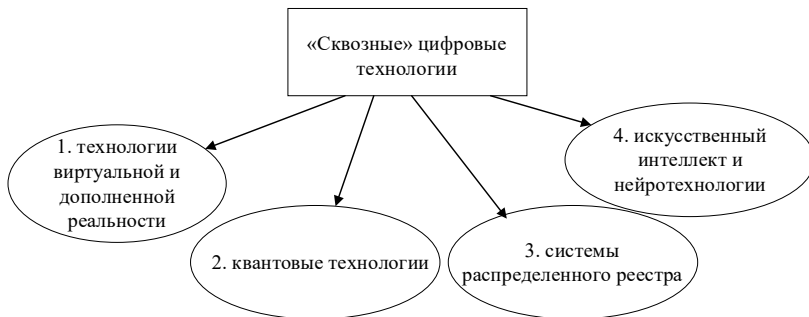 «Сквозные» цифровые
технологии
1. технологии
виртуальной и
дополненной
реальности
2. квантовые технологии
3. системы
распределенного реестра
4. искусственный
интеллект и
нейротехнологии